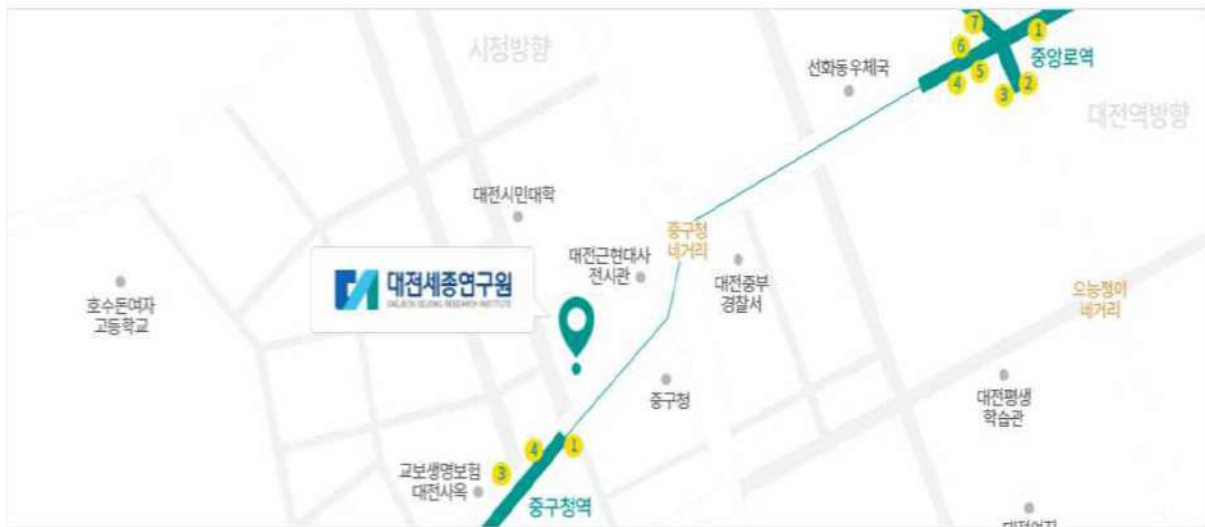 시청방향
7
1
6
5
4
3
2
중앙로역
선화동우체국
대전역방향
대전시민대학
중구청
네거리
대전근현대사
전시관
대전중부
경찰서
대전세종연구원
DAEJEON SEJONG RESEARCH INSTITUTE
호수돈여자
고등학교
오능정이
네거리
중구청
대전평생
학습관
4
1
3
교보생명보험
대전사옥
중구청역